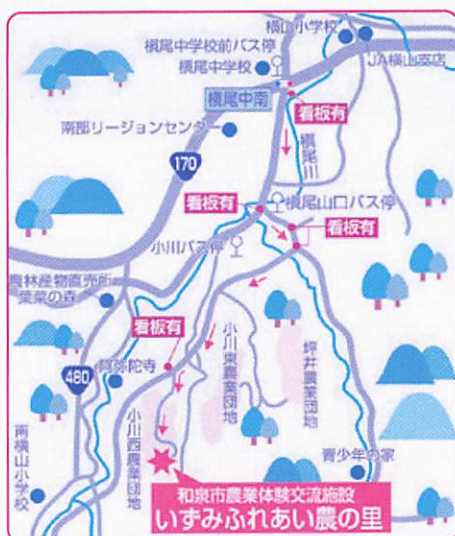 横山小学校
槇尾中学校前バス停
槇尾中学校
JA横山支店
槇尾中南
看板有
南部リージョンセンター
槇尾川
170
槇尾山口バス停
看板有
看板有
小川バス停
農林産物直売所
葉菜の森
看板有
小川東農業団地
坪井農業団地
480
阿弥陀寺
小川西農業団地
南横山小学校
青少年の家
和泉市農業体験交流施設
いずみふれあい農の里